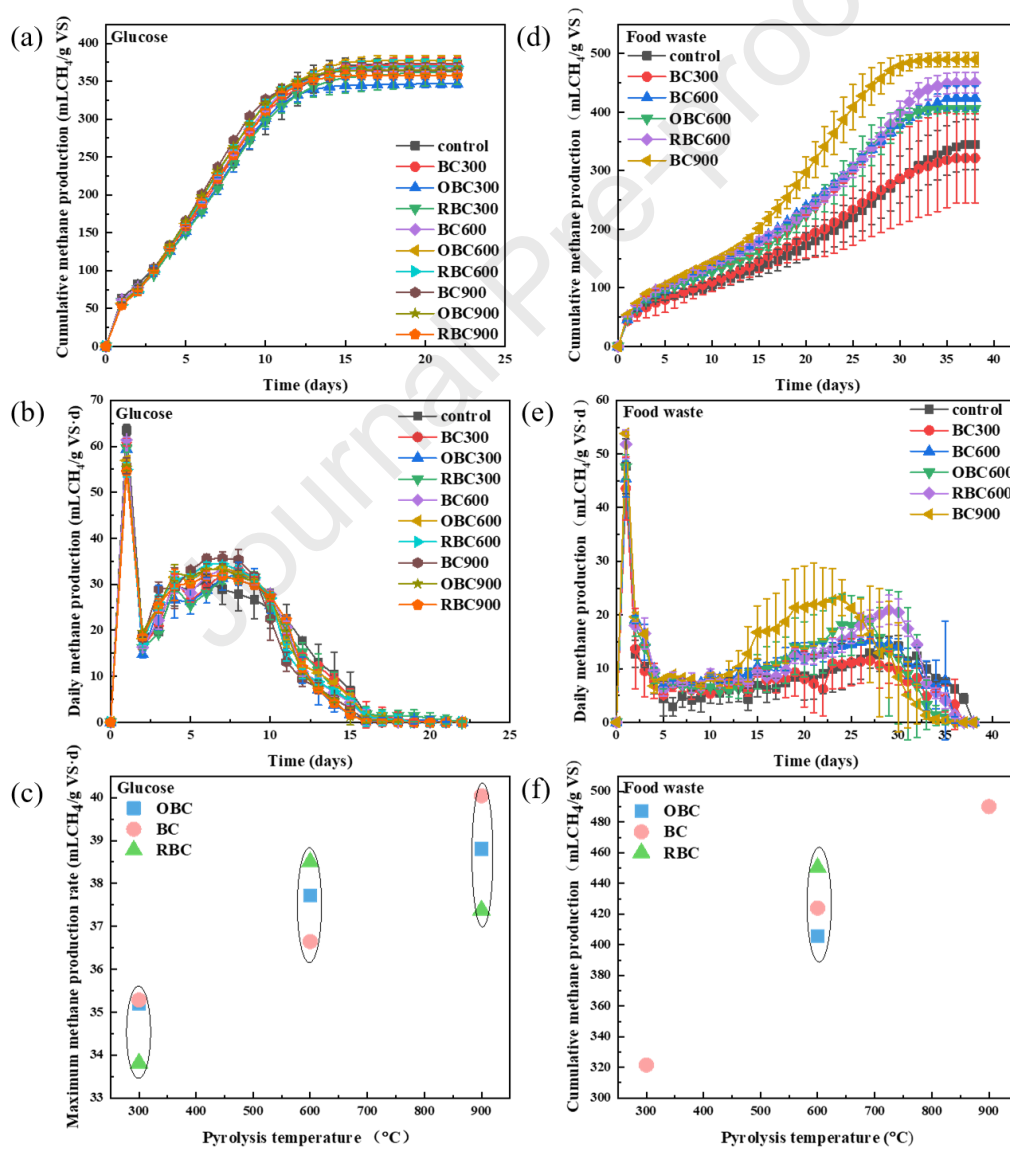 Journal Pre-proof
(a)
Glucose
Cumulative methane production (mLCH₄/g VS)
400
375
350
325
300
275
250
225
200
175
150
125
100
75
50
25
0
control
BC300
OBC300
RBC300
BC600
OBC600
RBC600
BC900
OBC900
RBC900
0 5 10 15 20 25
Time (days)
(d)
Food waste
Cumulative methane production（mLCH₄/g VS）
500
400
300
200
100
0
control
BC300
BC600
OBC600
RBC600
BC900
0 5 10 15 20 25 30 35 40
Time (days)
(b)
Glucose
Daily methane production (mLCH₄/g VS·d)
70
60
50
40
30
20
10
0
control
BC300
OBC300
RBC300
BC600
OBC600
RBC600
BC900
OBC900
RBC900
0 5 10 15 20 25
Time (days)
(e)
Food waste
Daily methane production（mLCH₄/g VS·d）
60
50
40
30
20
10
0
control
BC300
BC600
OBC600
RBC600
BC900
0 5 10 15 20 25 30 35 40
Time (days)
(c)
Glucose
OBC
BC
RBC
Maximum methane production rate (mLCH₄/g VS·d)
40
39
38
37
36
35
34
33
300 400 500 600 700 800 900
Pyrolysis temperature（°C）
(f)
Food waste
OBC
BC
RBC
Cumulative methane production（mLCH₄/g VS）
500
480
460
440
420
400
380
360
340
320
300
300 400 500 600 700 800 900
Pyrolysis temperature (°C)